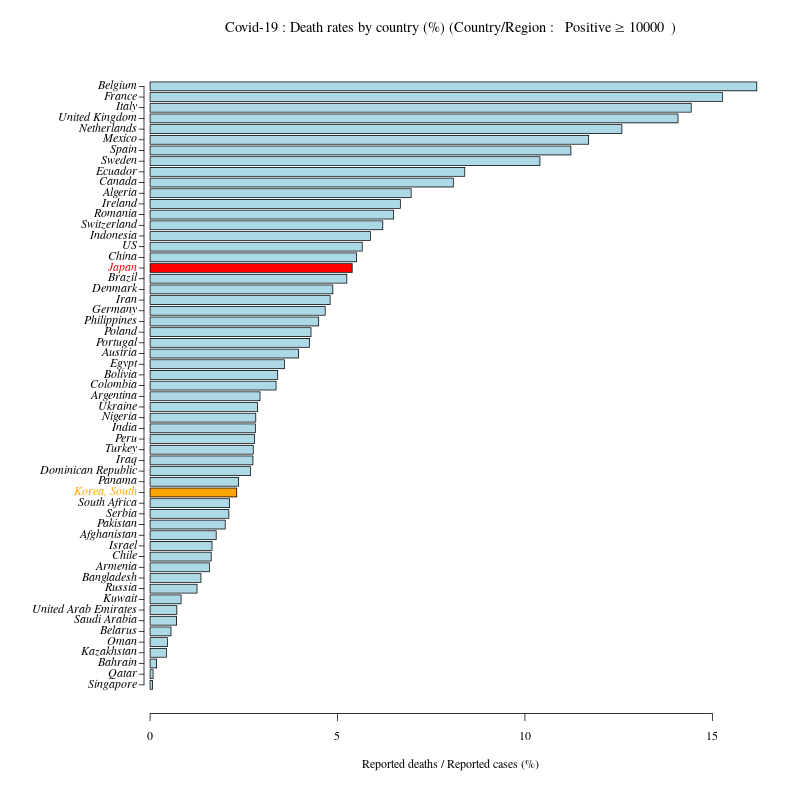 Covid-19 : Death rates by country (%) (Country/Region :   Positive ≥ 10000  )
Belgium
France
Italy
United Kingdom
Netherlands
Mexico
Spain
Sweden
Ecuador
Canada
Algeria
Ireland
Romania
Switzerland
Indonesia
US
China
Japan
Brazil
Denmark
Iran
Germany
Philippines
Poland
Portugal
Austria
Egypt
Bolivia
Colombia
Argentina
Ukraine
Nigeria
India
Peru
Turkey
Iraq
Dominican Republic
Panama
Korea, South
South Africa
Serbia
Pakistan
Afghanistan
Israel
Chile
Armenia
Bangladesh
Russia
Kuwait
United Arab Emirates
Saudi Arabia
Belarus
Oman
Kazakhstan
Bahrain
Qatar
Singapore
0 5 10 15
Reported deaths / Reported cases (%)